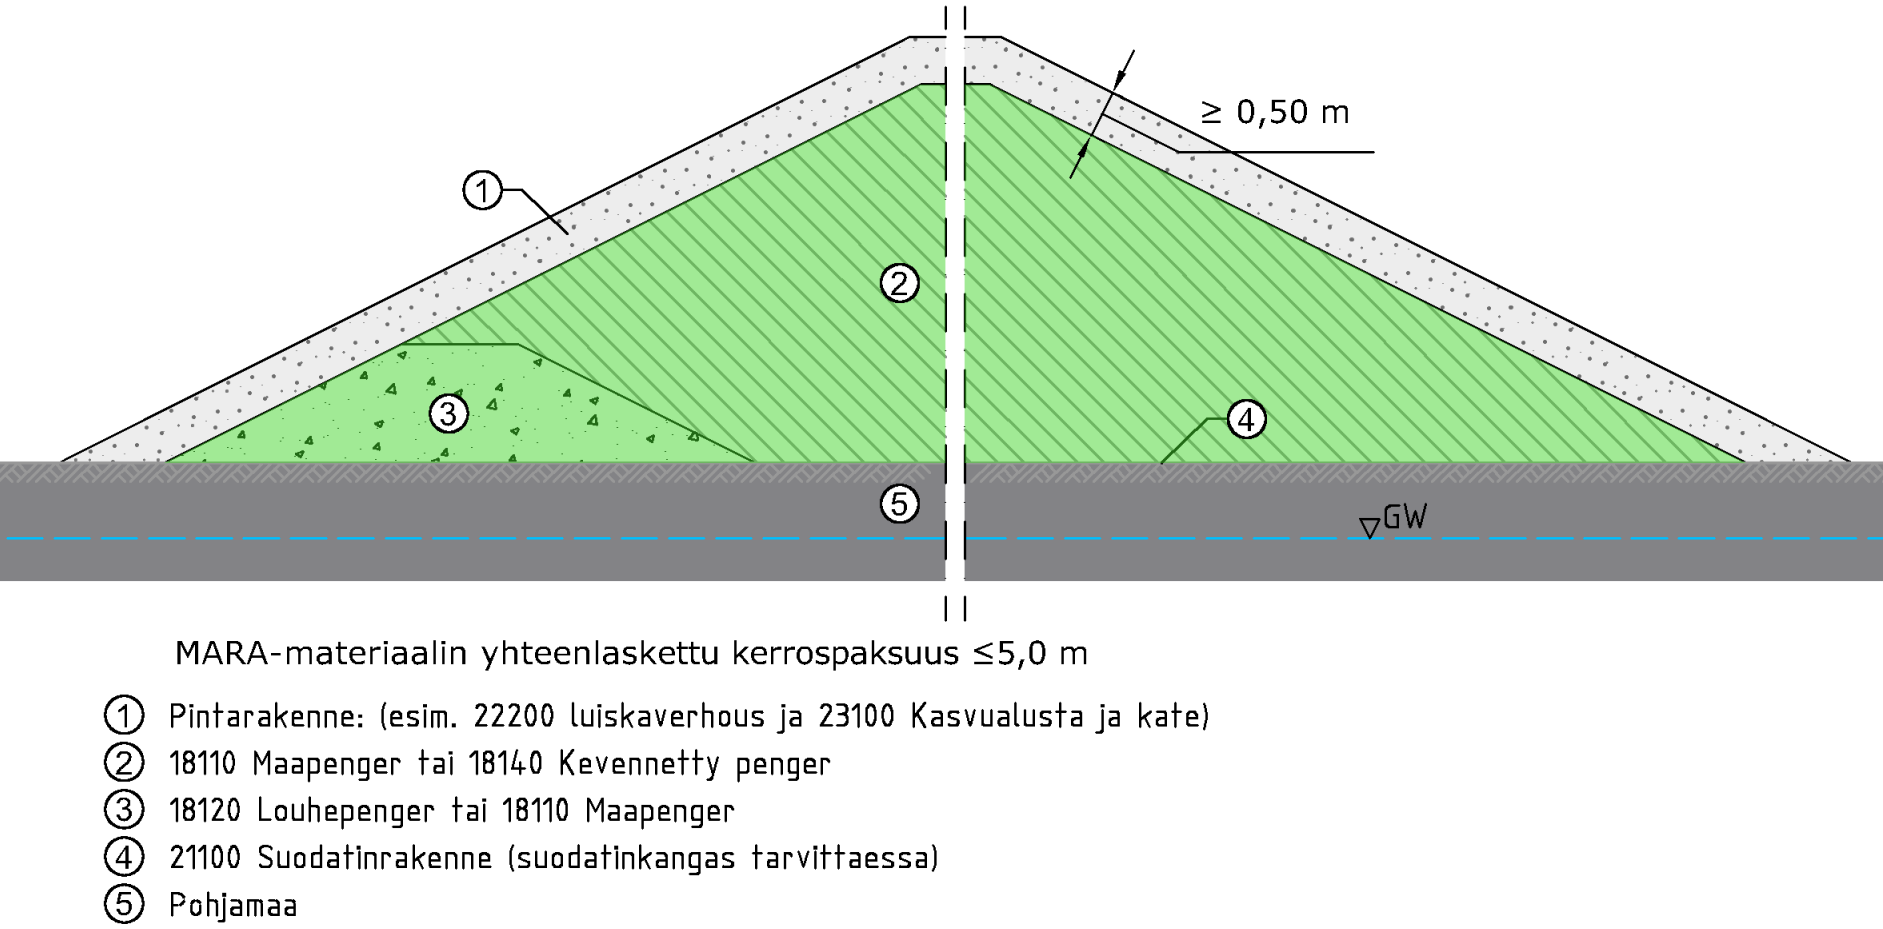 ≥ 0,50 m
1
2
3
4
5
GW
MARA-materiaalin yhteenlaskettu kerrospaksuus ≤5,0 m
1 Pintarakenne: (esim. 22200 luiskaverhous ja 23100 Kasvualusta ja kate)
2 18110 Maapenger tai 18140 Kevennetty penger
3 18120 Louhepenger tai 18110 Maapenger
4 21100 Suodatinrakenne (suodatinkangas tarvittaessa)
5 Pohjamaa